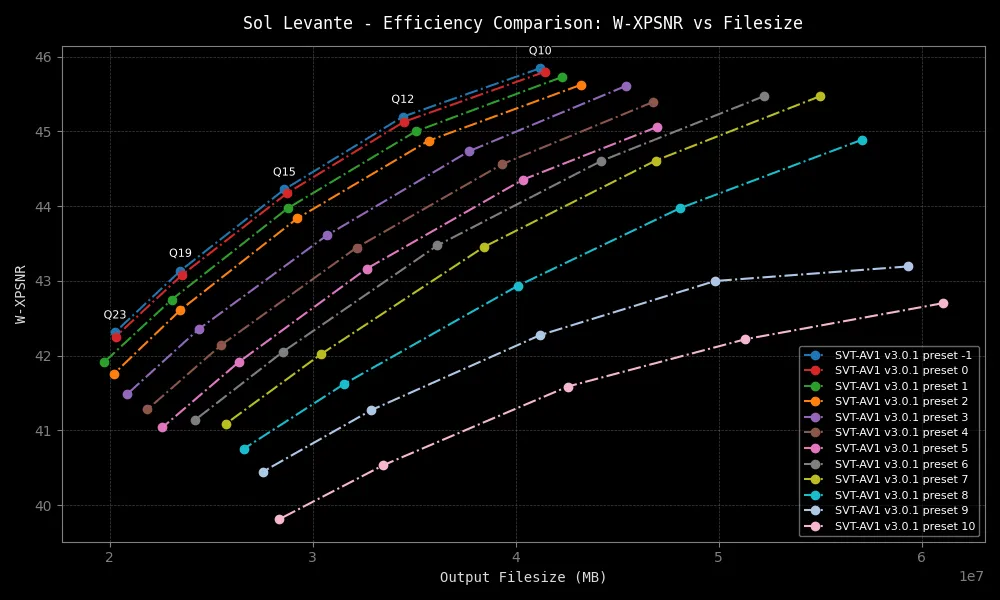 Sol Levante - Efficiency Comparison: W-XPSNR vs Filesize
46
45
44
43
42
41
40
W-XPSNR
Q10
Q12
Q15
Q19
Q23
SVT-AV1 v3.0.1 preset -1
SVT-AV1 v3.0.1 preset 0
SVT-AV1 v3.0.1 preset 1
SVT-AV1 v3.0.1 preset 2
SVT-AV1 v3.0.1 preset 3
SVT-AV1 v3.0.1 preset 4
SVT-AV1 v3.0.1 preset 5
SVT-AV1 v3.0.1 preset 6
SVT-AV1 v3.0.1 preset 7
SVT-AV1 v3.0.1 preset 8
SVT-AV1 v3.0.1 preset 9
SVT-AV1 v3.0.1 preset 10
2 3 4 5 6
1e7
Output Filesize (MB)